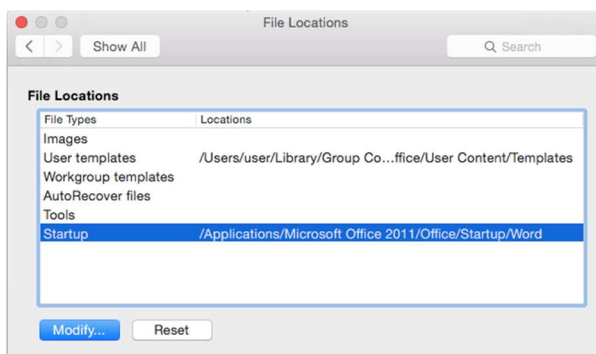 File Locations
Show All
Search
File Locations
File Types Locations
Images
User templates /Users/user/Library/Group Co...ffice/User Content/Templates
Workgroup templates
AutoRecover files
Tools
Startup /Applications/Microsoft Office 2011/Office/Startup/Word
Modify... Reset